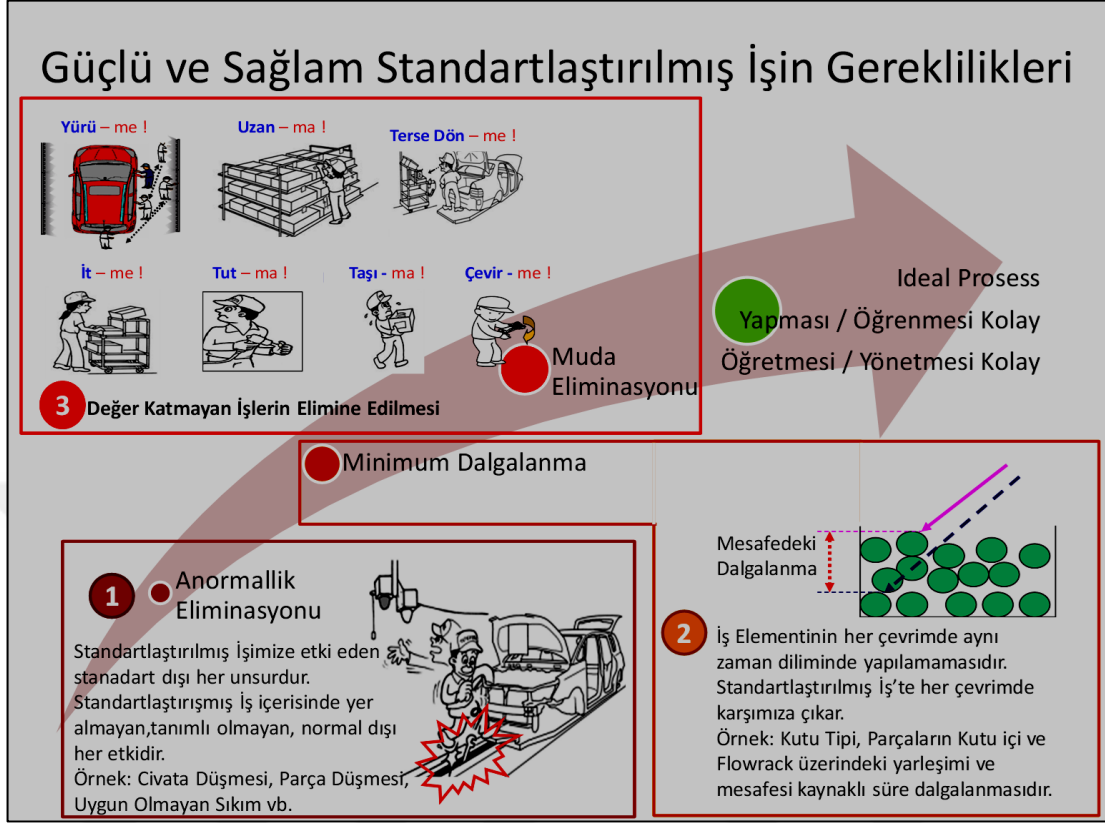 Güçlü ve Sağlam Standartlaştırılmış İşin Gereklilikleri
Yürü – me !
Uzan – ma !
Terse Dön – me !
İt – me !
Tut – ma !
Taşı - ma !
Çevir - me !
Muda
Eliminasyonu
3 Değer Katmayan İşlerin Elimine Edilmesi
Ideal Prosess
Yapması / Öğrenmesi Kolay
Öğretmesi / Yönetmesi Kolay
Minimum Dalgalanma
1
Anormallik
Eliminasyonu
Standartlaştırılmış İşimize etki eden
stanadart dışı her unsurdur.
Standartlaştırışmış İş içerisinde yer
almayan,tanımlı olmayan, normal dışı
her etkidir.
Örnek: Civata Düşmesi, Parça Düşmesi,
Uygun Olmayan Sıkım vb.
Mesafedeki
Dalgalanma
2
İş Elementinin her çevrimde aynı
zaman diliminde yapılamamasıdır.
Standartlaştırılmış İş’te her çevrimde
karşımıza çıkar.
Örnek: Kutu Tipi, Parçaların Kutu içi ve
Flowrack üzerindeki yarleşimi ve
mesafesi kaynaklı süre dalgalanmasıdır.